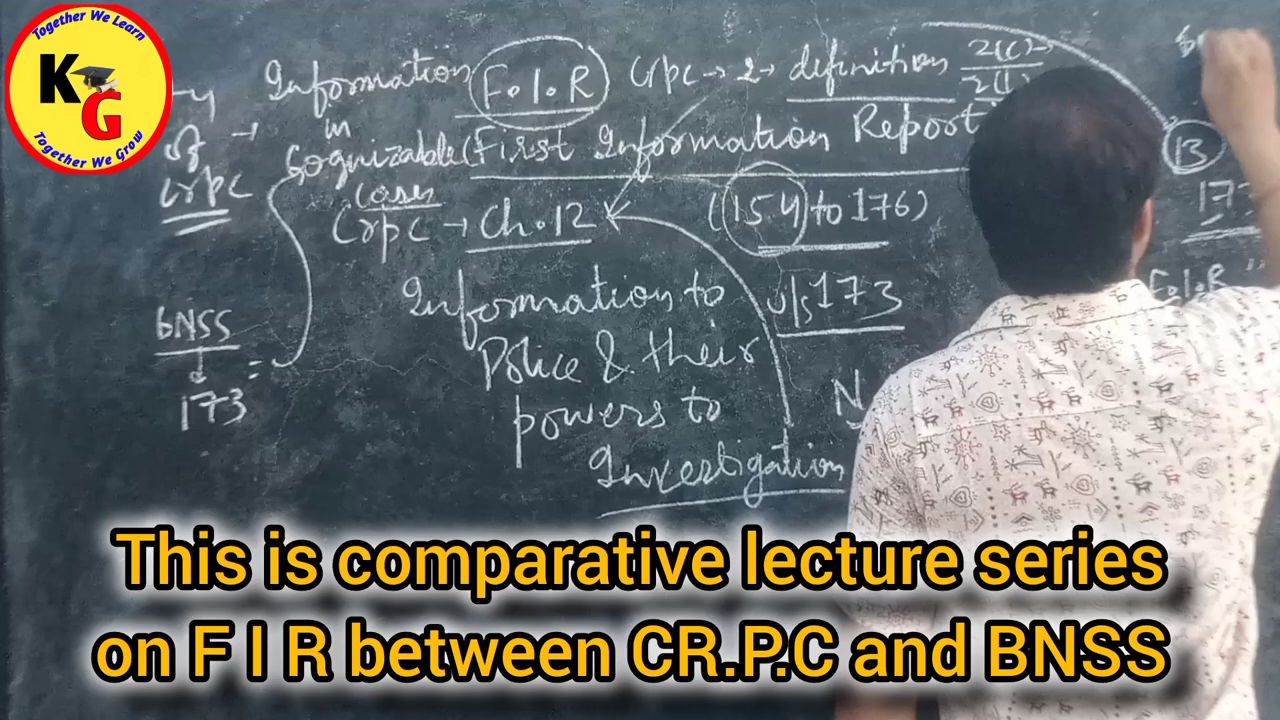 Together We Learn
K G
Together We Grow
Information F.I.R Crpc → 2 → definition 2(c)
in
Cognizable (First Information Report
Cases
of →
Crpc
Crpc → Ch.12 (154) to 176)
13
173
Information to u/s 173
F.I.R
Police & their
powers to
Investigation
N
BNSS
173
This is comparative lecture series
on F I R between CR.P.C and BNSS